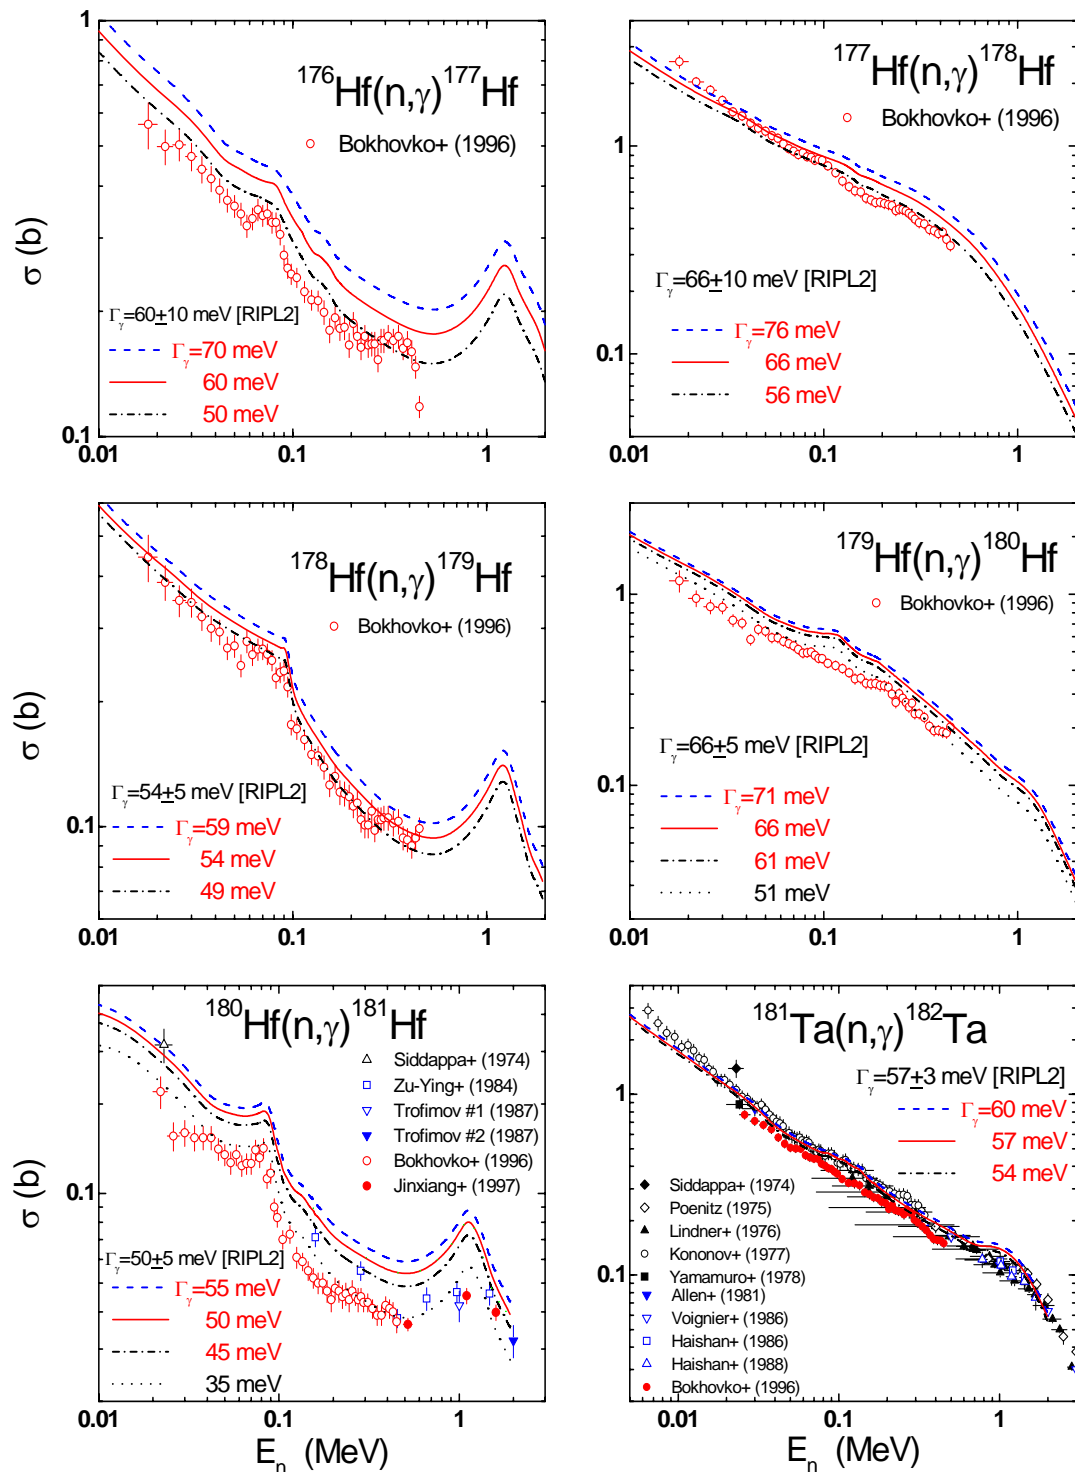 1
¹⁷⁶Hf(n,γ)¹⁷⁷Hf
Bokhovko+ (1996)
σ (b)
Γγ=60±10 meV [RIPL2]
Γγ=70 meV
60 meV
50 meV
0.1
0.01 0.1 1
¹⁷⁷Hf(n,γ)¹⁷⁸Hf
Bokhovko+ (1996)
1
Γγ=66±10 meV [RIPL2]
Γγ=76 meV
66 meV
56 meV
0.1
0.01 0.1 1
¹⁷⁸Hf(n,γ)¹⁷⁹Hf
Bokhovko+ (1996)
σ (b)
Γγ=54±5 meV [RIPL2]
Γγ=59 meV
54 meV
49 meV
0.1
0.01 0.1 1
¹⁷⁹Hf(n,γ)¹⁸⁰Hf
Bokhovko+ (1996)
1
Γγ=66±5 meV [RIPL2]
Γγ=71 meV
66 meV
61 meV
51 meV
0.1
0.01 0.1 1
¹⁸⁰Hf(n,γ)¹⁸¹Hf
Siddappa+ (1974)
Zu-Ying+ (1984)
Trofimov #1 (1987)
Trofimov #2 (1987)
Bokhovko+ (1996)
Jinxiang+ (1997)
σ (b)
0.1
Γγ=50±5 meV [RIPL2]
Γγ=55 meV
50 meV
45 meV
35 meV
0.01 0.1 1
Eₙ (MeV)
¹⁸¹Ta(n,γ)¹⁸²Ta
Γγ=57±3 meV [RIPL2]
Γγ=60 meV
57 meV
54 meV
1
Siddappa+ (1974)
Poenitz (1975)
Lindner+ (1976)
Kononov+ (1977)
Yamamuro+ (1978)
Allen+ (1981)
Voignier+ (1986)
Haishan+ (1986)
Haishan+ (1988)
Bokhovko+ (1996)
0.1
0.01 0.1 1
Eₙ (MeV)